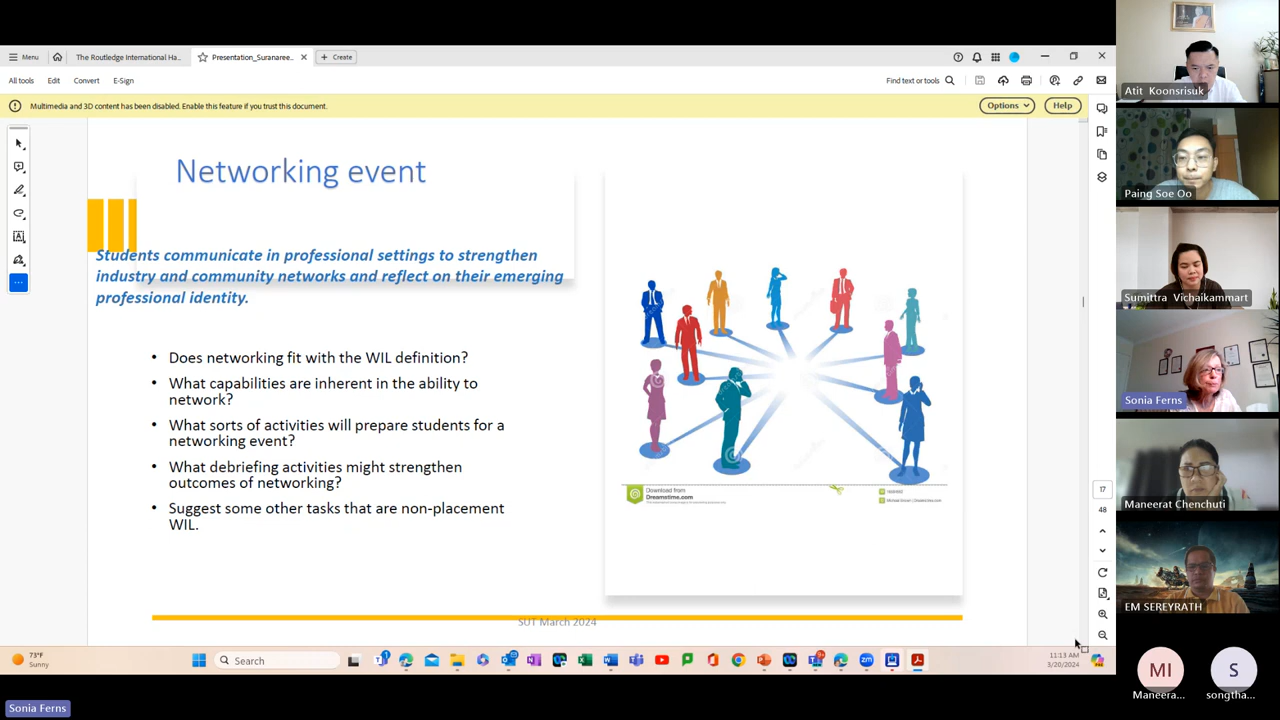 Menu
The Routledge International Ha...
Presentation_Suranaree...
Create
All tools
Edit
Convert
E-Sign
Find text or tools
Multimedia and 3D content has been disabled. Enable this feature if you trust this document.
Options
Help
Networking event
Students communicate in professional settings to strengthen
industry and community networks and reflect on their emerging
professional identity.
• Does networking fit with the WIL definition?
• What capabilities are inherent in the ability to
network?
• What sorts of activities will prepare students for a
networking event?
• What debriefing activities might strengthen
outcomes of networking?
• Suggest some other tasks that are non-placement
WIL.
Download from
Dreamstime.com
SUT March 2024
17
48
73°F
Sunny
Search
11:13 AM
3/20/2024
Atit Koonsrisuk
Paing Soe Oo
Sumittra Vichaikammart
Sonia Ferns
Maneerat Chenchuti
EM SEREYRATH
MI
Maneera...
S
songtha...
Sonia Ferns